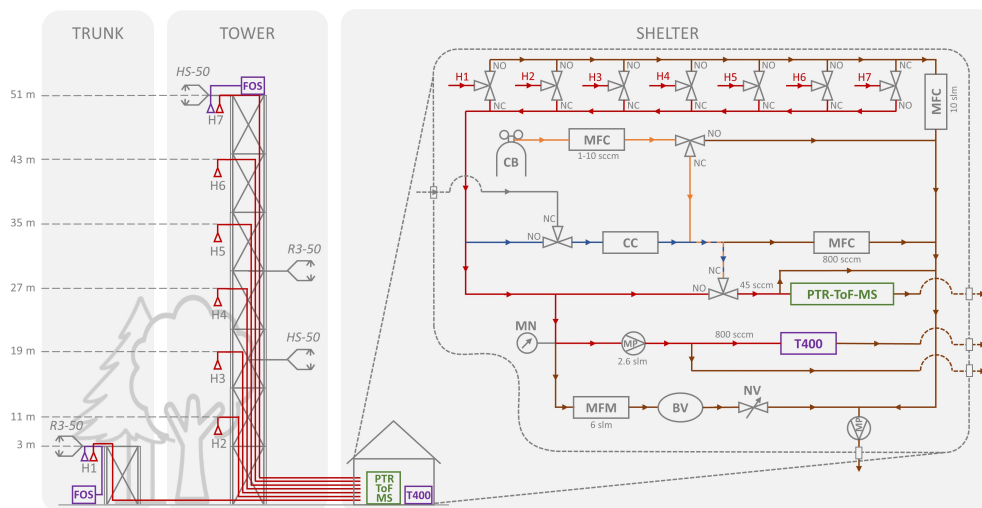 TRUNK
TOWER
SHELTER
HS-50
FOS
51 m
H7
43 m
H6
35 m
H5
R3-50
27 m
H4
HS-50
19 m
H3
11 m
H2
R3-50
3 m
H1
FOS
PTR
ToF
MS
T400
H1 NO H2 NO H3 NO H4 NO H5 NO H6 NO H7 NO
NC NC NC NC NC NC NO
MFC
10 slm
CB
MFC
1-10 sccm
NO
NC
NC
NO
CC
MFC
800 sccm
NC
NO
45 sccm
PTR-ToF-MS
MN
MP
2.6 slm
800 sccm
T400
MFM
6 slm
BV
NV
MP